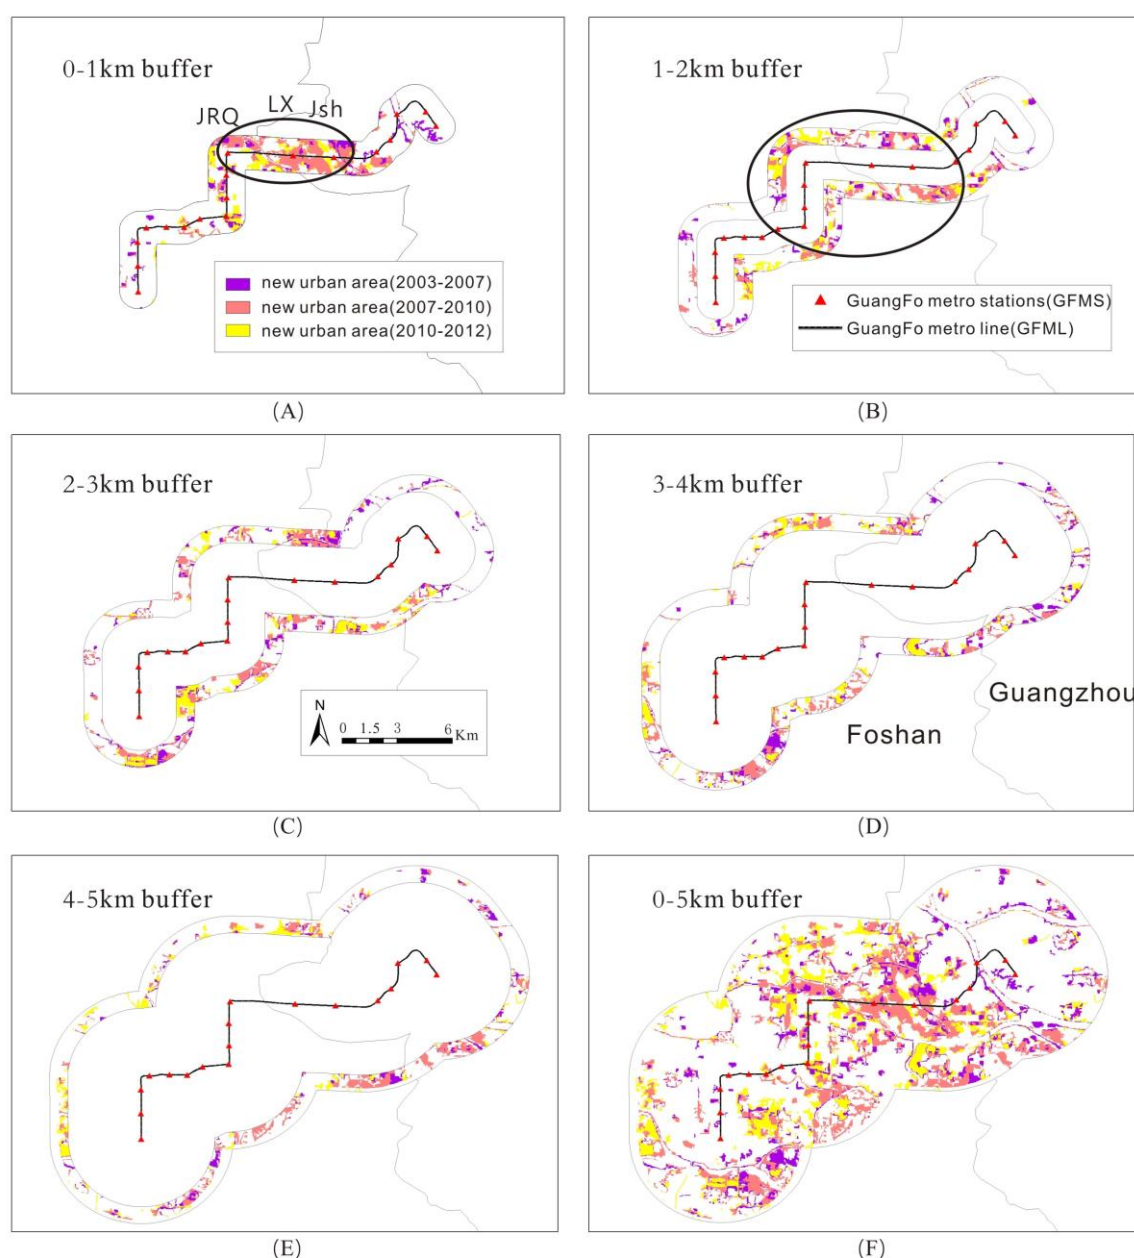 0-1km buffer
JRQ LX Jsh
new urban area(2003-2007)
new urban area(2007-2010)
new urban area(2010-2012)
(A)
1-2km buffer
GuangFo metro stations(GFMS)
GuangFo metro line(GFML)
(B)
2-3km buffer
N
0 1.5 3 6 Km
(C)
3-4km buffer
Guangzhou
Foshan
(D)
4-5km buffer
(E)
0-5km buffer
(F)